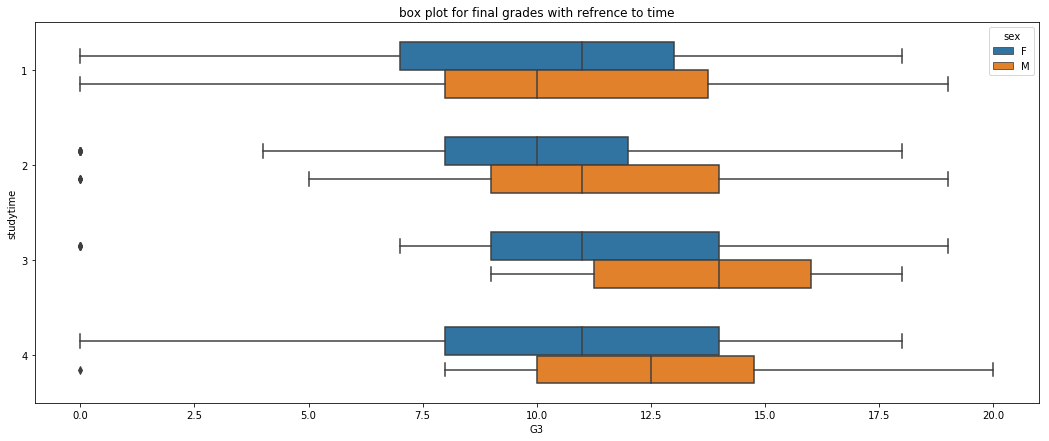 box plot for final grades with refrence to time
sex
F
M
1
2
3
4
studytime
0.0 2.5 5.0 7.5 10.0 12.5 15.0 17.5 20.0
G3